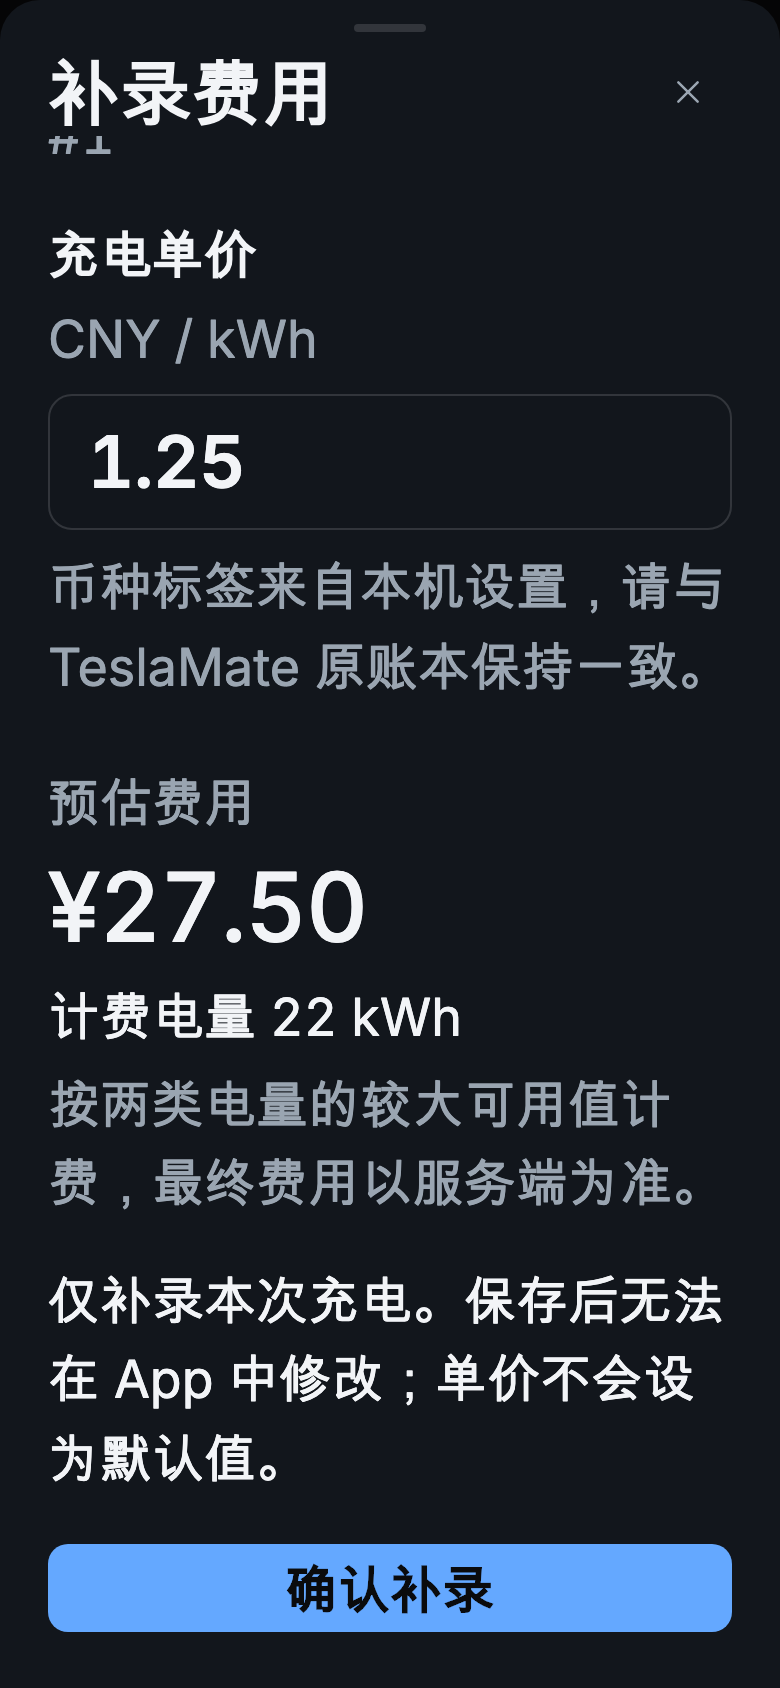 补录费用
#1
充电单价
CNY / kWh
1.25
币种标签来自本机设置，请与
TeslaMate 原账本保持一致。
预估费用
¥27.50
计费电量 22 kWh
按两类电量的较大可用值计
费，最终费用以服务端为准。
仅补录本次充电。保存后无法
在 App 中修改；单价不会设
为默认值。
确认补录